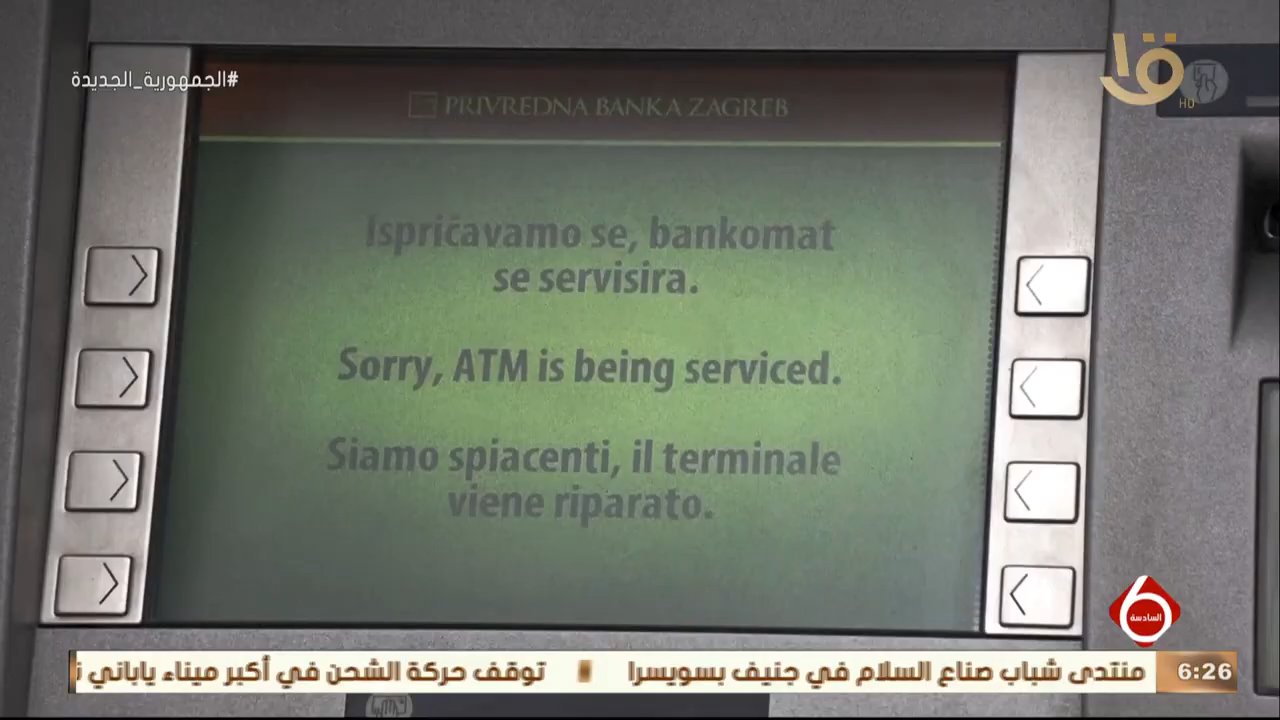 #الجمهورية_الجديدة
HD
PRIVREDNA BANKA ZAGREB
Ispričavamo se, bankomat
se servisira.
Sorry, ATM is being serviced.
Siamo spiacenti, il terminale
viene riparato.
السادسة
6:26
منتدى شباب صناع السلام في جنيف بسويسرا
توقف حركة الشحن في أكبر ميناء ياباني